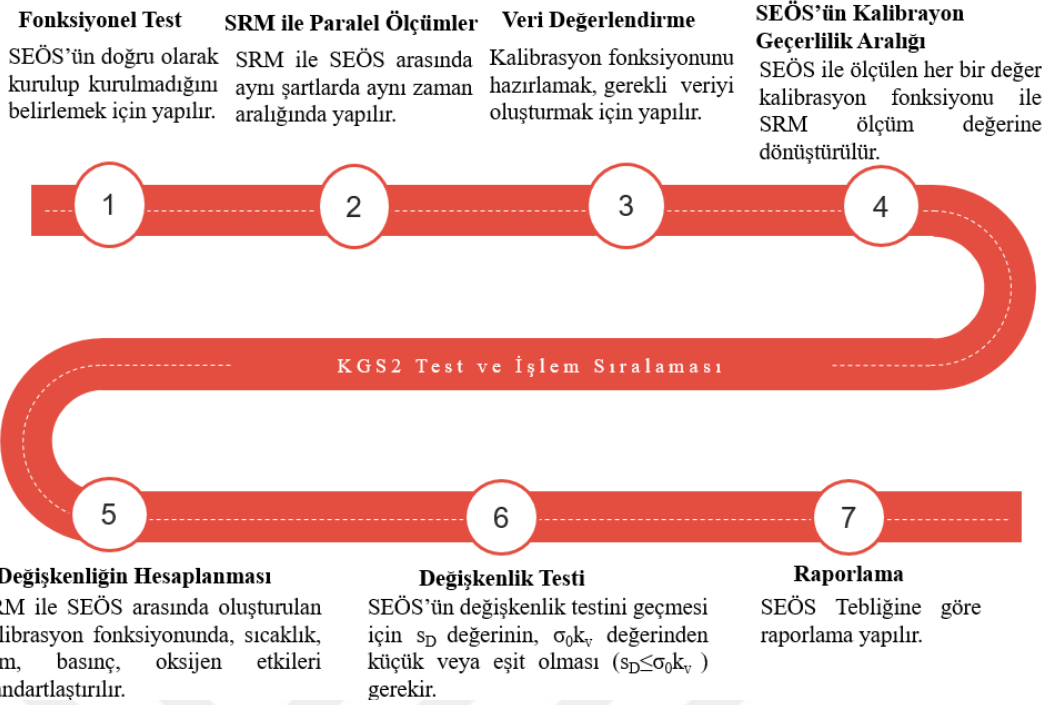 Fonksiyonel Test
SEÖS’ün doğru olarak
kurulup kurulmadığını
belirlemek için yapılır.
SRM ile Paralel Ölçümler
SRM ile SEÖS arasında
aynı şartlarda aynı zaman
aralığında yapılır.
Veri Değerlendirme
Kalibrasyon fonksiyonunu
hazırlamak, gerekli veriyi
oluşturmak için yapılır.
SEÖS’ün Kalibrayon
Geçerlilik Aralığı
SEÖS ile ölçülen her bir değer
kalibrasyon fonksiyonu ile
SRM ölçüm değerine
dönüştürülür.
1
2
3
4
KGS2 Test ve İşlem Sıralaması
5
6
7
Değişkenliğin Hesaplanması
RM ile SEÖS arasında oluşturulan
librasyon fonksiyonunda, sıcaklık,
basınç, oksijen etkileri
andartlaştırılır.
Değişkenlik Testi
SEÖS’ün değişkenlik testini geçmesi
için s_D değerinin, σ₀kᵥ değerinden
küçük veya eşit olması (s_D≤σ₀kᵥ )
gerekir.
Raporlama
SEÖS Tebliğine göre
raporlama yapılır.